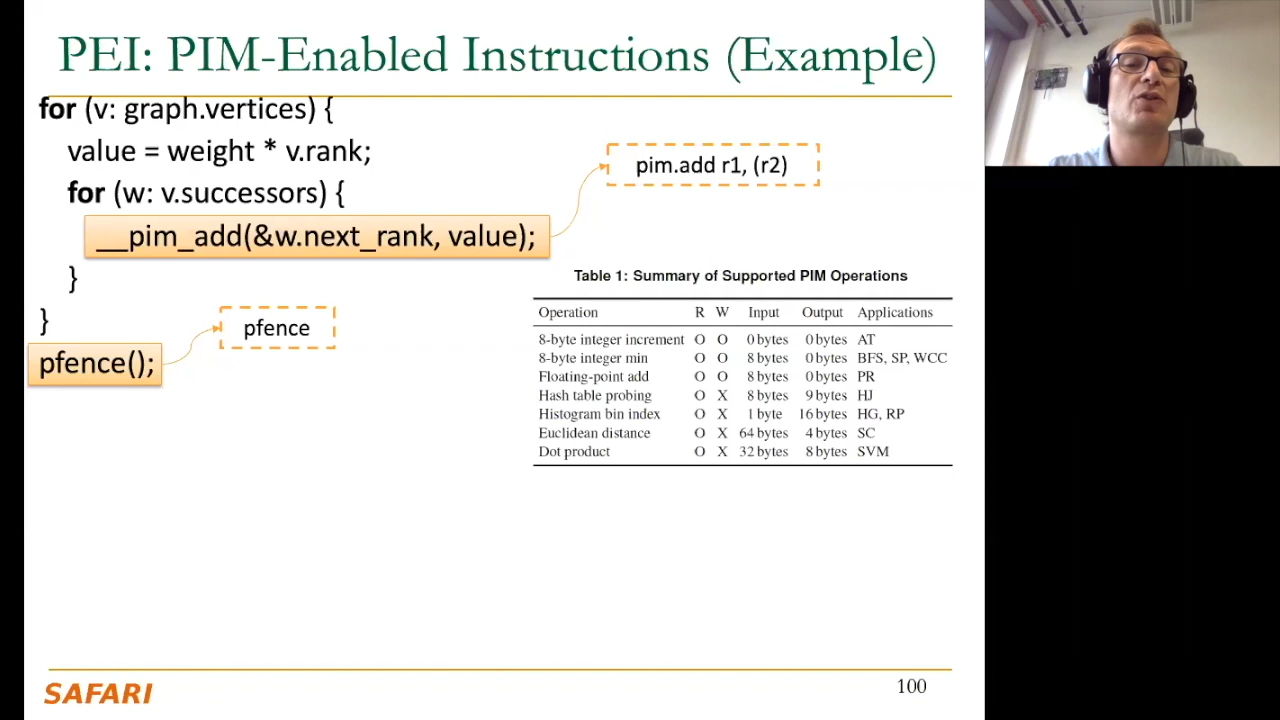 PEI: PIM-Enabled Instructions (Example)
for (v: graph.vertices) {
value = weight * v.rank;
for (w: v.successors) {
__pim_add(&w.next_rank, value);
}
}
pfence();
pim.add r1, (r2)
pfence
Table 1: Summary of Supported PIM Operations
Operation R W Input Output Applications
8-byte integer increment O O 0 bytes 0 bytes AT
8-byte integer min O O 8 bytes 0 bytes BFS, SP, WCC
Floating-point add O O 8 bytes 0 bytes PR
Hash table probing O X 8 bytes 9 bytes HJ
Histogram bin index O X 1 byte 16 bytes HG, RP
Euclidean distance O X 64 bytes 4 bytes SC
Dot product O X 32 bytes 8 bytes SVM
SAFARI
100